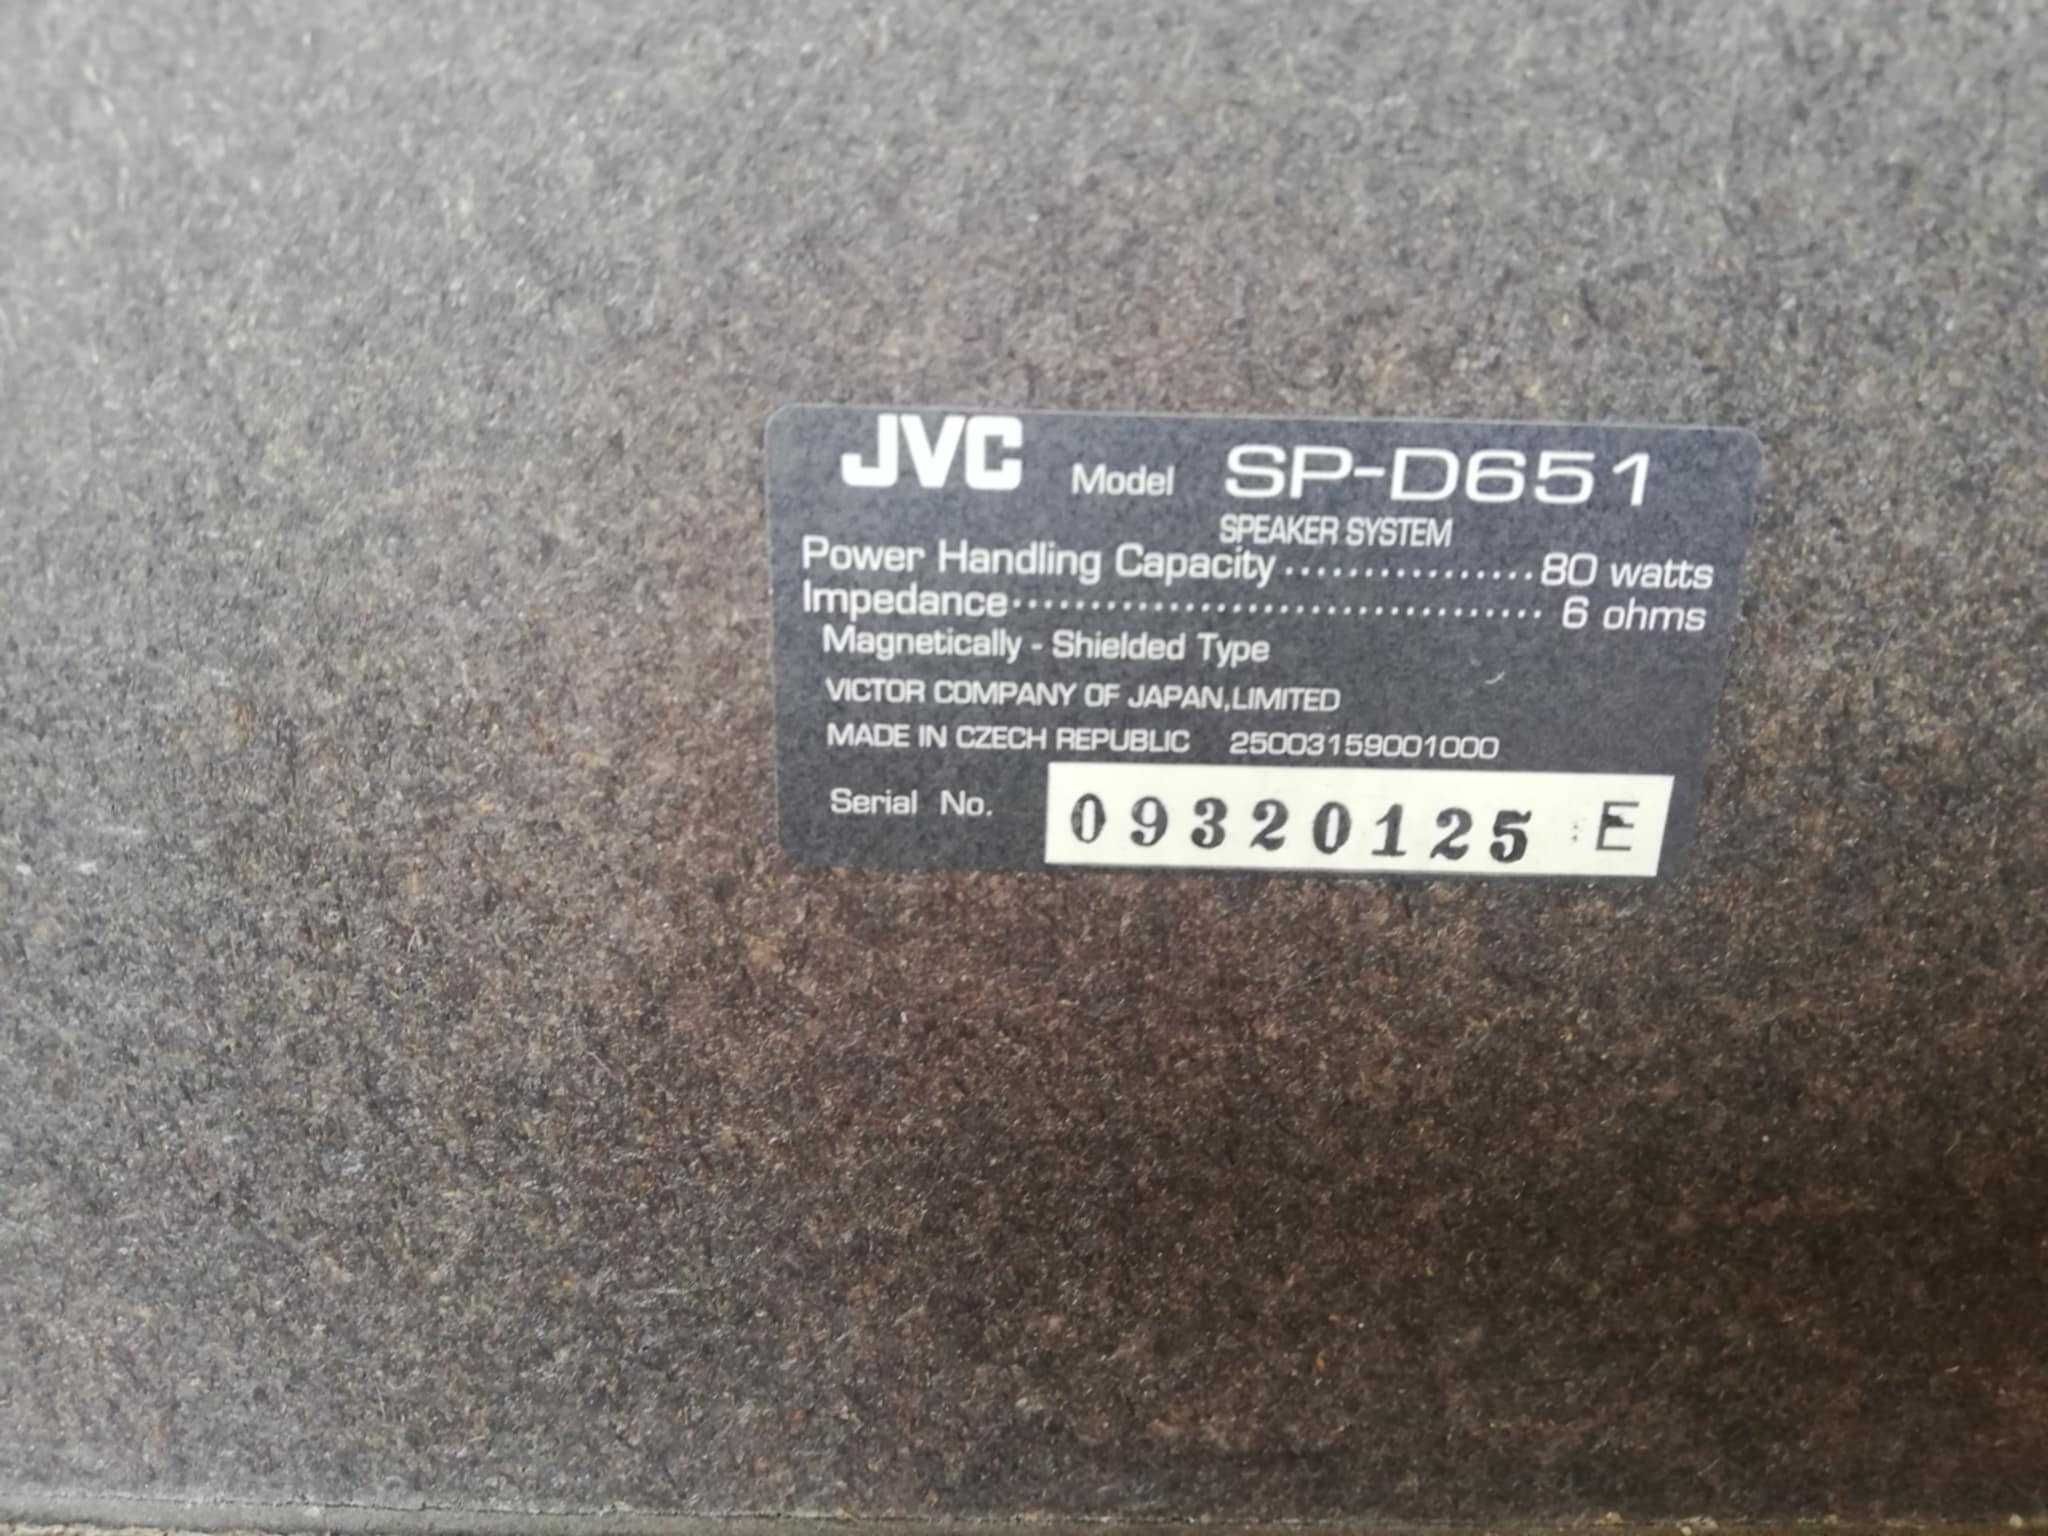 JVC Model SP-D651
SPEAKER SYSTEM
Power Handling Capacity ················ 80 watts
Impedance ·································· 6 ohms
Magnetically - Shielded Type
VICTOR COMPANY OF JAPAN,LIMITED
MADE IN CZECH REPUBLIC 25003159001000
Serial No. 09320125 E